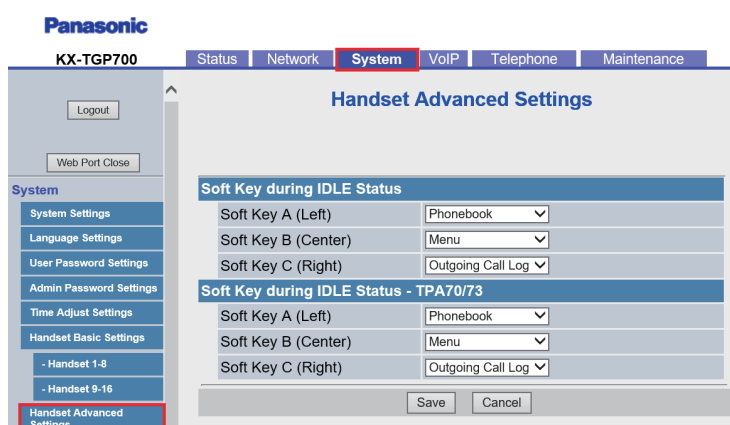 Panasonic
KX-TGP700
Status Network System VoIP Telephone Maintenance
Logout
Web Port Close
System
System Settings
Language Settings
User Password Settings
Admin Password Settings
Time Adjust Settings
Handset Basic Settings
- Handset 1-8
- Handset 9-16
Handset Advanced
Settings
Handset Advanced Settings
Soft Key during IDLE Status
Soft Key A (Left) Phonebook
Soft Key B (Center) Menu
Soft Key C (Right) Outgoing Call Log
Soft Key during IDLE Status - TPA70/73
Soft Key A (Left) Phonebook
Soft Key B (Center) Menu
Soft Key C (Right) Outgoing Call Log
Save Cancel